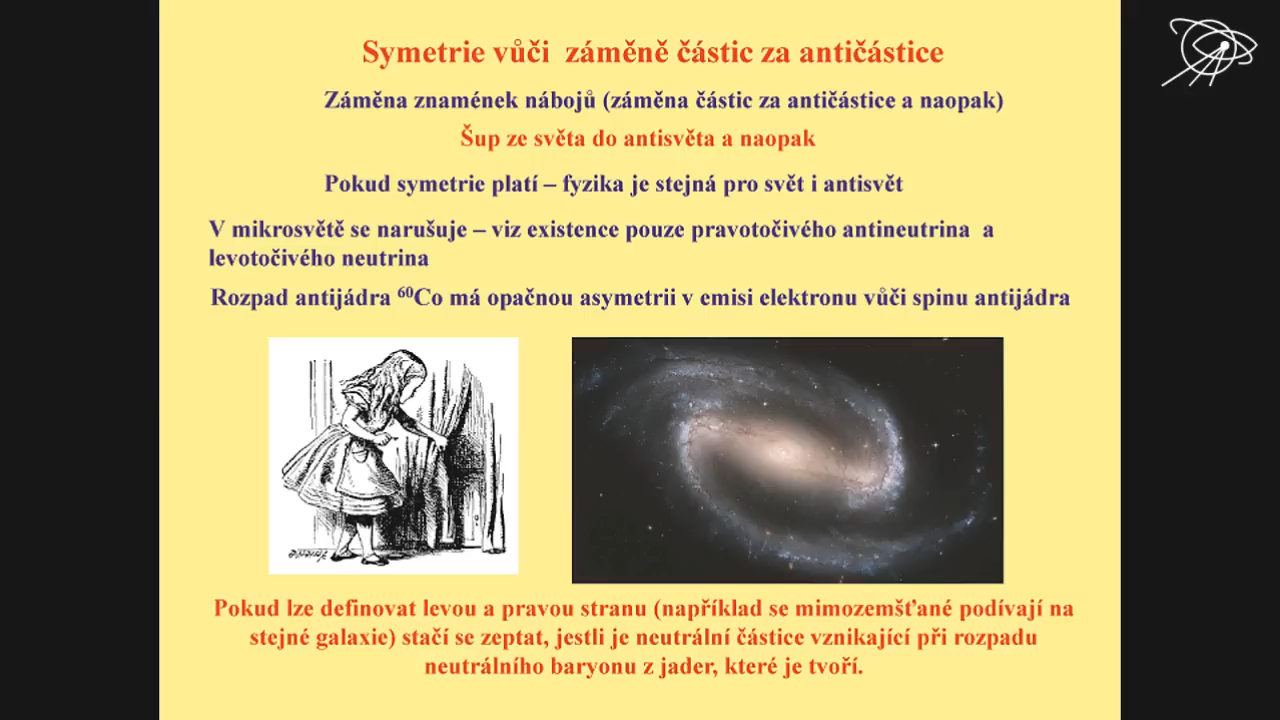 Symetrie vůči záměně částic za antičástice
Záměna znamének nábojů (záměna částic za antičástice a naopak)
Šup ze světa do antisvěta a naopak
Pokud symetrie platí – fyzika je stejná pro svět i antisvět
V mikrosvětě se narušuje – viz existence pouze pravotočivého antineutrina a
levotočivého neutrina
Rozpad antijádra ⁶⁰Co má opačnou asymetrii v emisi elektronu vůči spinu antijádra
Pokud lze definovat levou a pravou stranu (například se mimozemšťané podívají na
stejné galaxie) stačí se zeptat, jestli je neutrální částice vznikající při rozpadu
neutrálního baryonu z jader, které je tvoří.